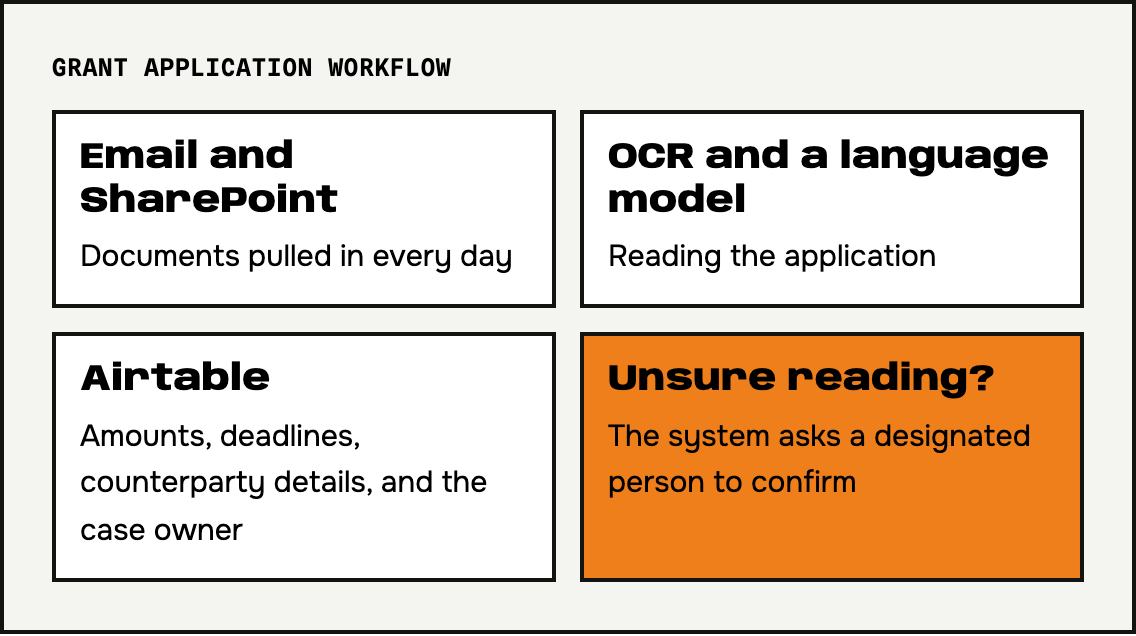 GRANT APPLICATION WORKFLOW
Email and
SharePoint
Documents pulled in every day
OCR and a language
model
Reading the application
Airtable
Amounts, deadlines,
counterparty details, and the
case owner
Unsure reading?
The system asks a designated
person to confirm